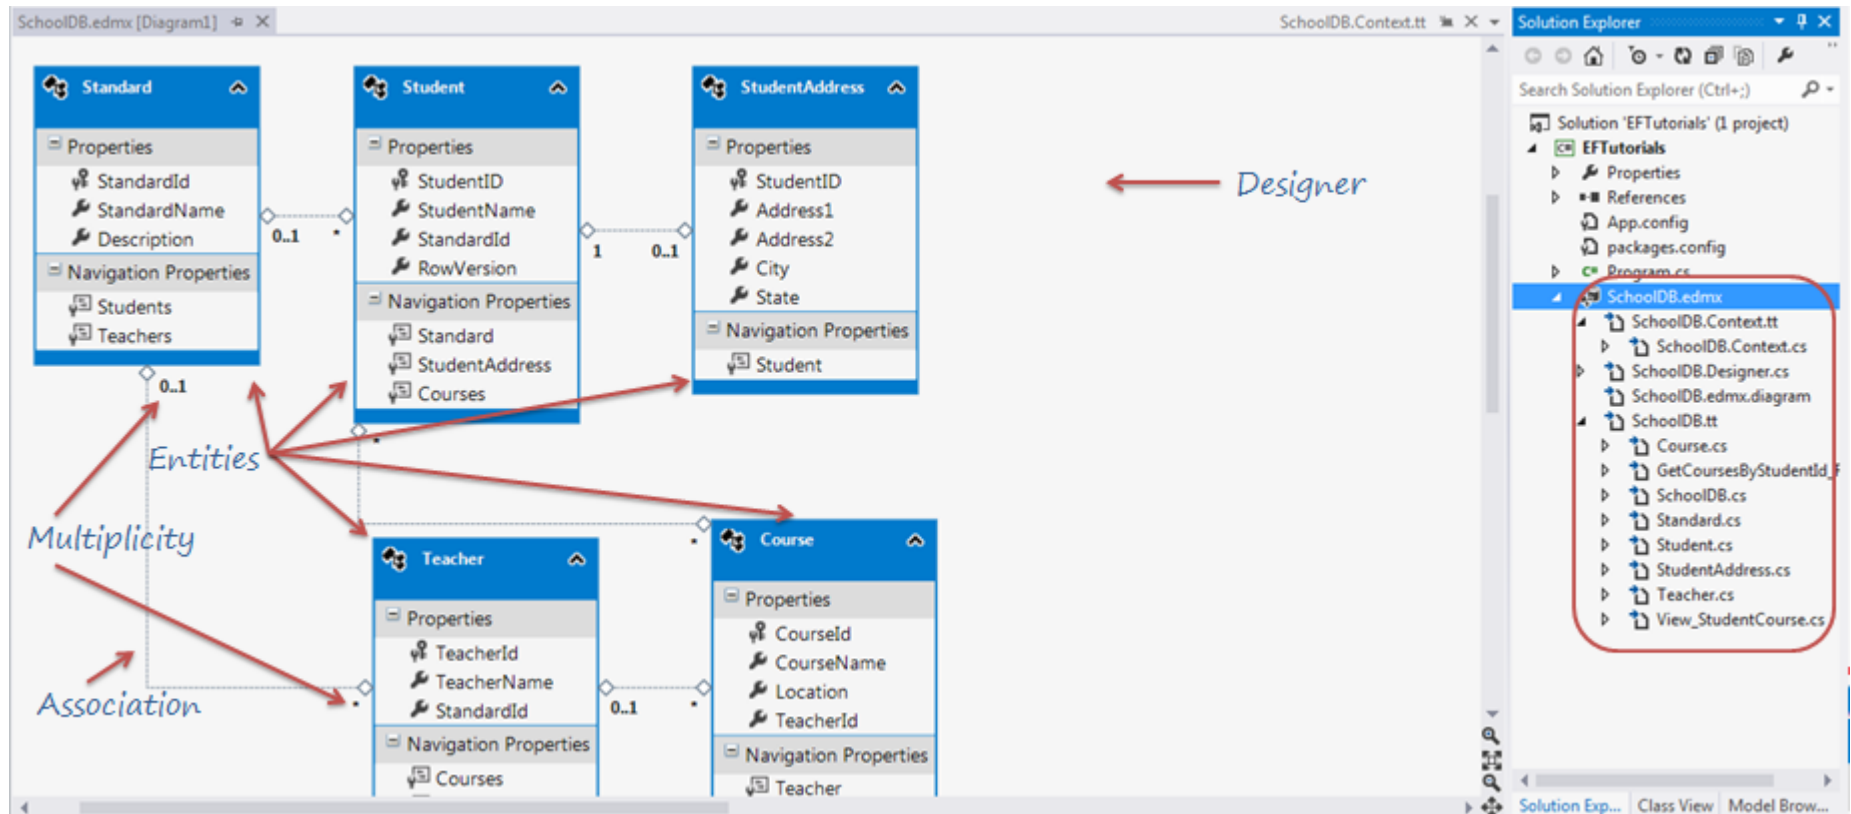 SchoolDB.edmx [Diagram1]
SchoolDB.Context.tt
Standard
Properties
StandardId
StandardName
Description
Navigation Properties
Students
Teachers
0..1
*
Student
Properties
StudentID
StudentName
StandardId
RowVersion
Navigation Properties
Standard
StudentAddress
Courses
1
0..1
StudentAddress
Properties
StudentID
Address1
Address2
City
State
Navigation Properties
Student
Designer
0..1
*
Entities
Multiplicity
Association
*
*
Teacher
Properties
TeacherId
TeacherName
StandardId
Navigation Properties
Courses
0..1
*
Course
Properties
CourseId
CourseName
Location
TeacherId
Navigation Properties
Teacher
Solution Explorer
Search Solution Explorer (Ctrl+;)
Solution 'EFTutorials' (1 project)
EFTutorials
Properties
References
App.config
packages.config
Program.cs
SchoolDB.edmx
SchoolDB.Context.tt
SchoolDB.Context.cs
SchoolDB.Designer.cs
SchoolDB.edmx.diagram
SchoolDB.tt
Course.cs
GetCoursesByStudentId_
SchoolDB.cs
Standard.cs
Student.cs
StudentAddress.cs
Teacher.cs
View_StudentCourse.cs
Solution Exp... Class View Model Brow...